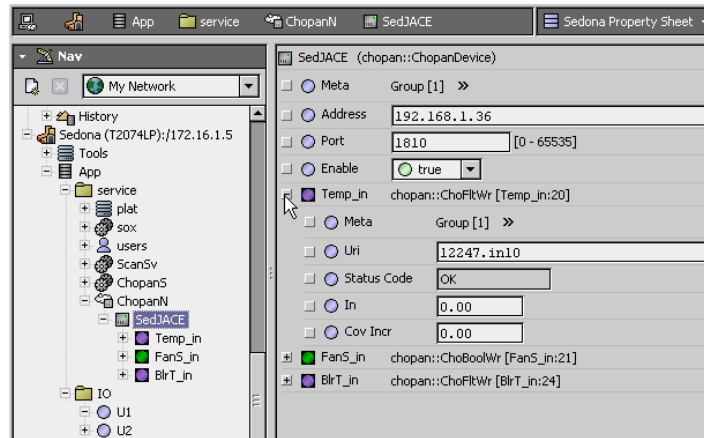 App
service
ChopanN
SedJACE
Sedona Property Sheet
Nav
My Network
History
Sedona (T2074LP):/172.16.1.5
Tools
App
service
plat
sox
users
ScanSv
ChopanS
ChopanN
SedJACE
Temp_in
FanS_in
BlrT_in
IO
U1
U2
SedJACE (chopan::ChopanDevice)
Meta Group [1] »
Address 192.168.1.36
Port 1810 [0 - 65535]
Enable true
Temp_in chopan::ChoFltWr [Temp_in:20]
Meta Group [1] »
Uri 12247.in10
Status Code OK
In 0.00
Cov Incr 0.00
FanS_in chopan::ChoBoolWr [FanS_in:21]
BlrT_in chopan::ChoFltWr [BlrT_in:24]